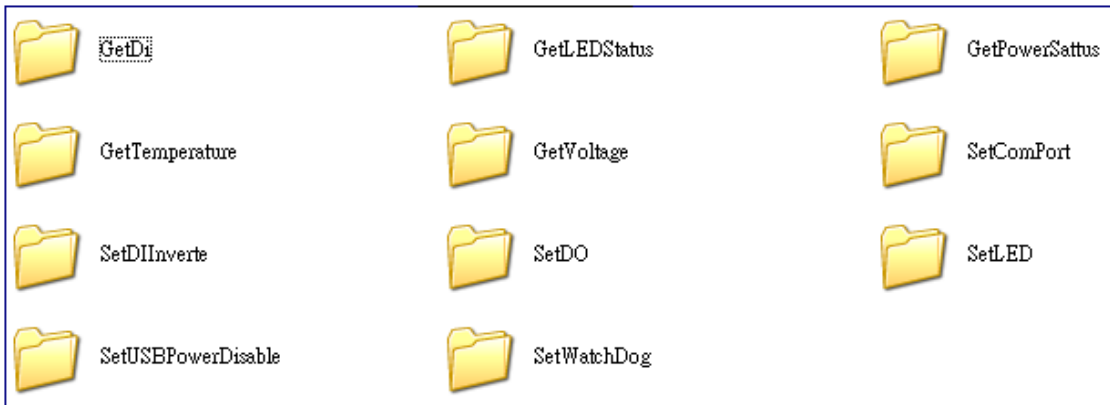 GetDi
GetLEDStatus
GetPowerSattus
GetTemperature
GetVoltage
SetComPort
SetDIInverte
SetDO
SetLED
SetUSBPowerDisable
SetWatchDog